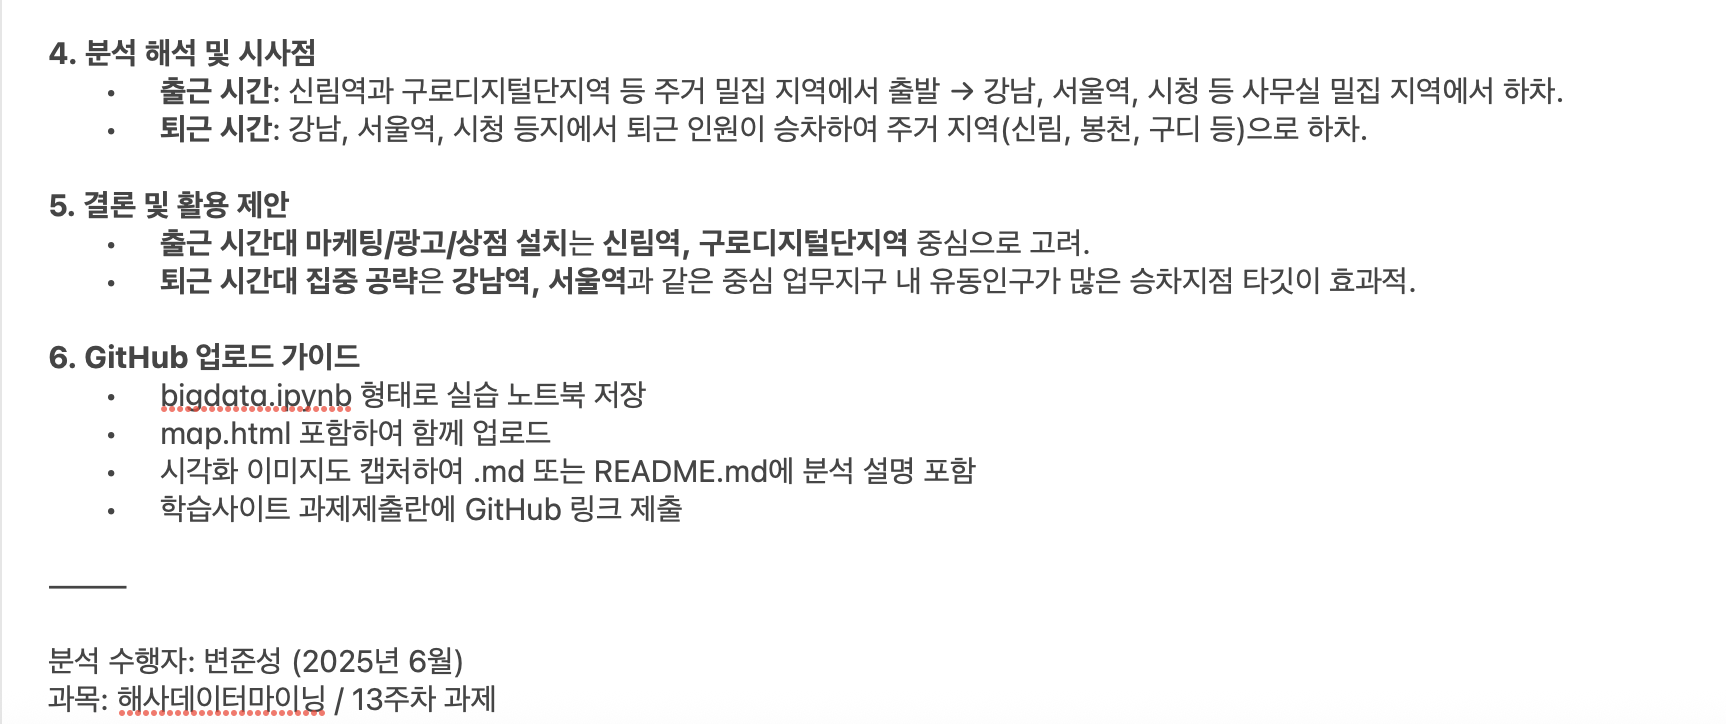 4. 분석 해석 및 시사점
• 출근 시간: 신림역과 구로디지털단지역 등 주거 밀집 지역에서 출발 → 강남, 서울역, 시청 등 사무실 밀집 지역에서 하차.
• 퇴근 시간: 강남, 서울역, 시청 등지에서 퇴근 인원이 승차하여 주거 지역(신림, 봉천, 구디 등)으로 하차.
5. 결론 및 활용 제안
• 출근 시간대 마케팅/광고/상점 설치는 신림역, 구로디지털단지역 중심으로 고려.
• 퇴근 시간대 집중 공략은 강남역, 서울역과 같은 중심 업무지구 내 유동인구가 많은 승차지점 타깃이 효과적.
6. GitHub 업로드 가이드
• bigdata.ipynb 형태로 실습 노트북 저장
• map.html 포함하여 함께 업로드
• 시각화 이미지도 캡처하여 .md 또는 README.md에 분석 설명 포함
• 학습사이트 과제제출란에 GitHub 링크 제출
⸻
분석 수행자: 변준성 (2025년 6월)
과목: 해사데이터마이닝 / 13주차 과제